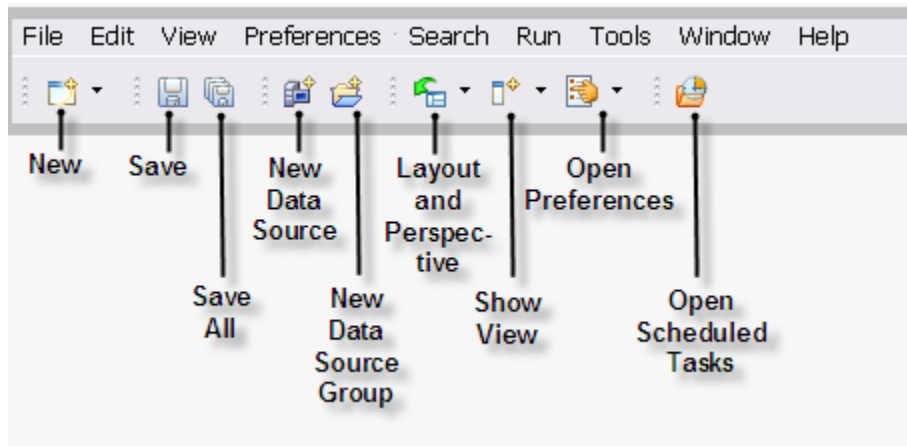 File Edit View Preferences Search Run Tools Window Help
New
Save
New
Data
Source
Layout
and
Perspec-
tive
Open
Preferences
Save
All
New
Data
Source
Group
Show
View
Open
Scheduled
Tasks